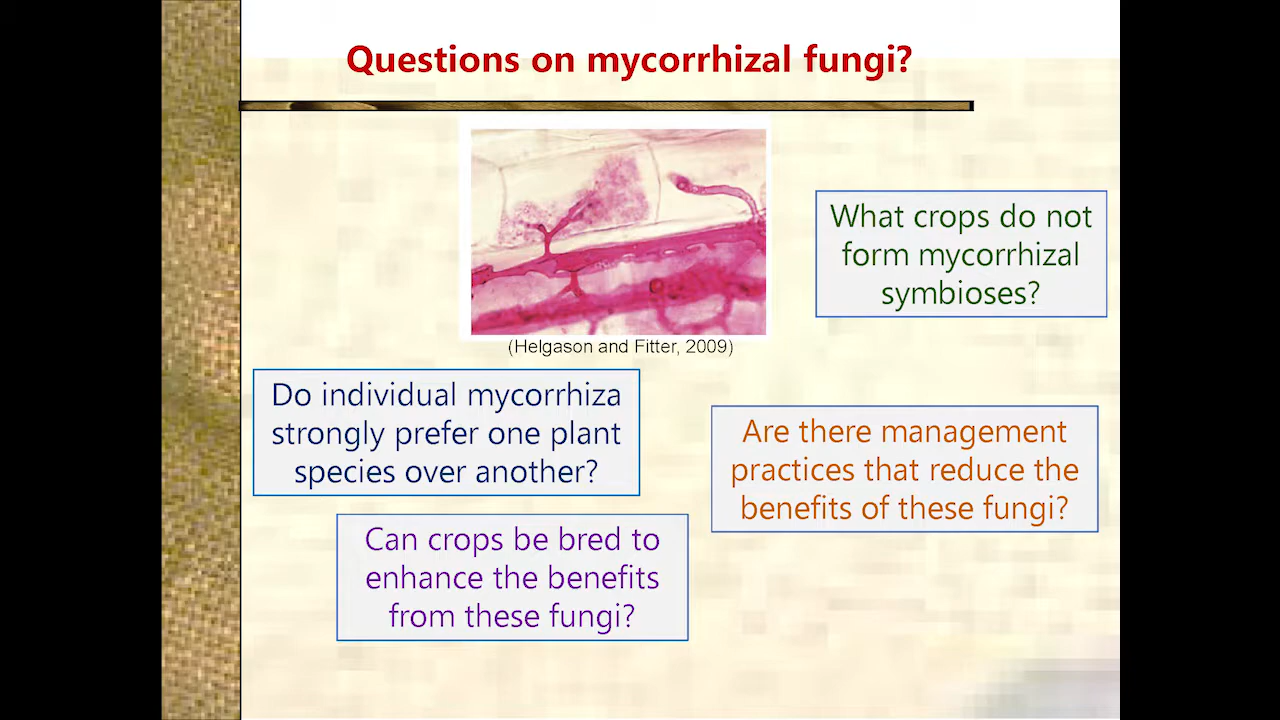 Questions on mycorrhizal fungi?
(Helgason and Fitter, 2009)
What crops do not
form mycorrhizal
symbioses?
Do individual mycorrhiza
strongly prefer one plant
species over another?
Are there management
practices that reduce the
benefits of these fungi?
Can crops be bred to
enhance the benefits
from these fungi?